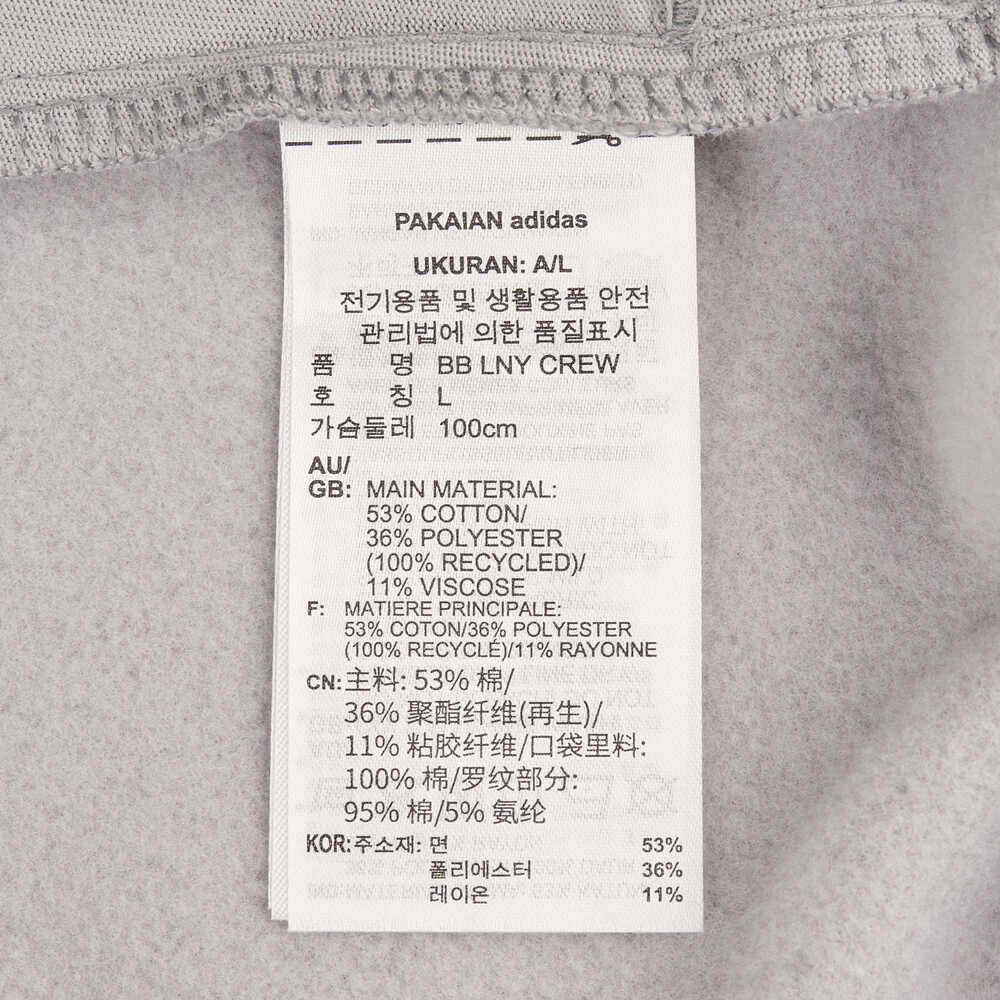 PAKAIAN adidas
UKURAN: A/L
전기용품 및 생활용품 안전
관리법에 의한 품질표시
품 명 BB LNY CREW
호 칭 L
가슴둘레 100cm
AU/
GB: MAIN MATERIAL:
53% COTTON/
36% POLYESTER
(100% RECYCLED)/
11% VISCOSE
F: MATIERE PRINCIPALE:
53% COTON/36% POLYESTER
(100% RECYCLÉ)/11% RAYONNE
CN: 主料: 53% 棉/
36% 聚酯纤维(再生)/
11% 粘胶纤维/口袋里料:
100% 棉/罗纹部分:
95% 棉/5% 氨纶
KOR: 주소재: 면 53%
폴리에스터 36%
레이온 11%